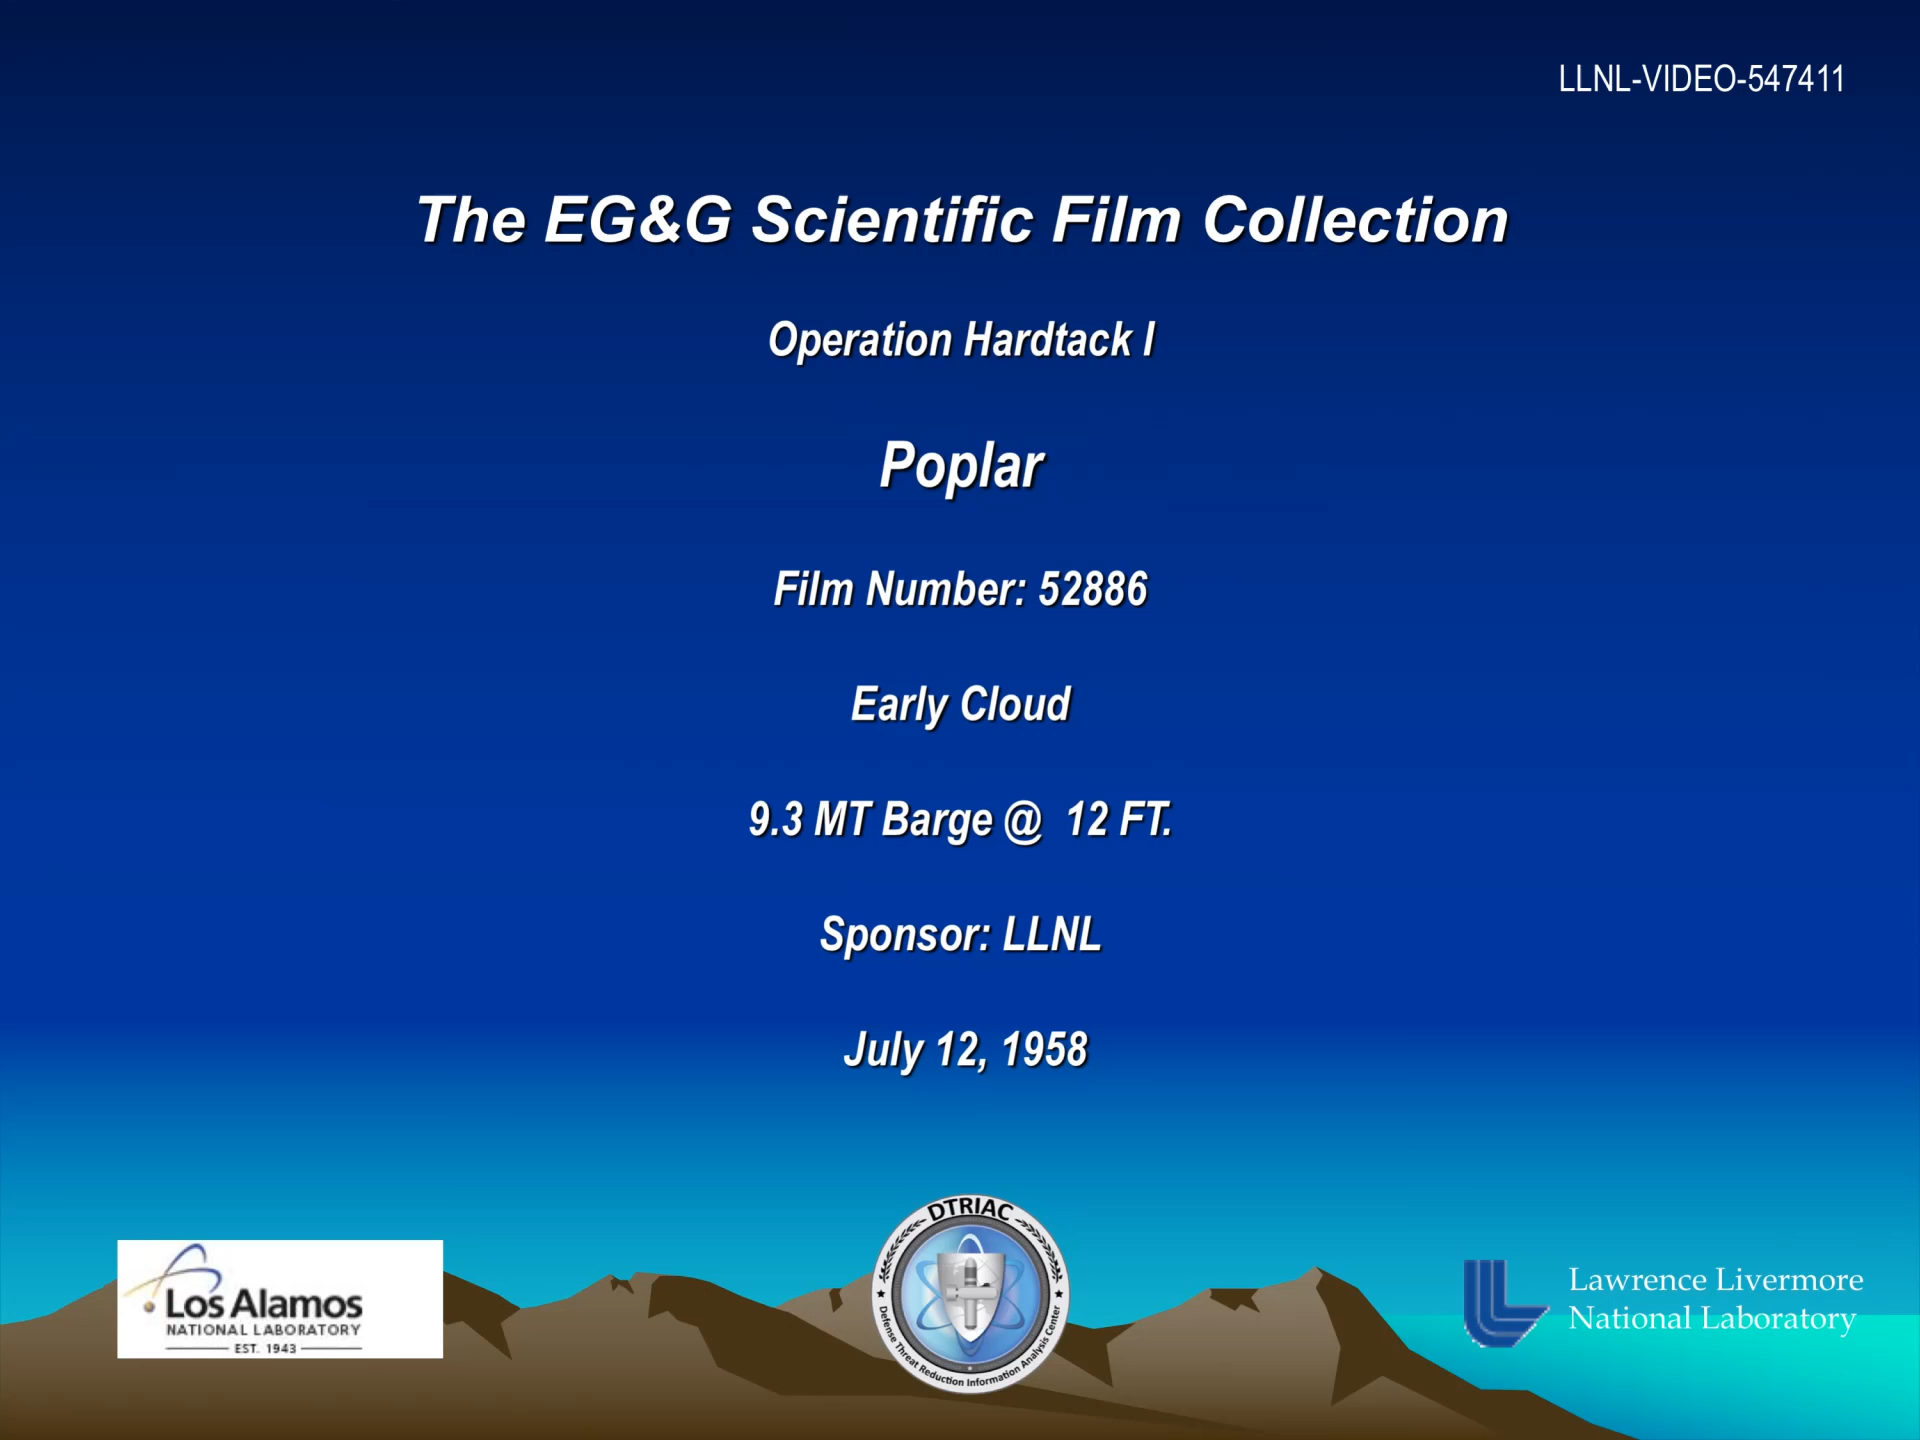 LLNL-VIDEO-547411
The EG&G Scientific Film Collection
Operation Hardtack I
Poplar
Film Number: 52886
Early Cloud
9.3 MT Barge @  12 FT.
Sponsor: LLNL
July 12, 1958
Los Alamos
NATIONAL LABORATORY
EST. 1943
DTRIAC
Defense Threat Reduction Information Analysis Center
Lawrence Livermore
National Laboratory